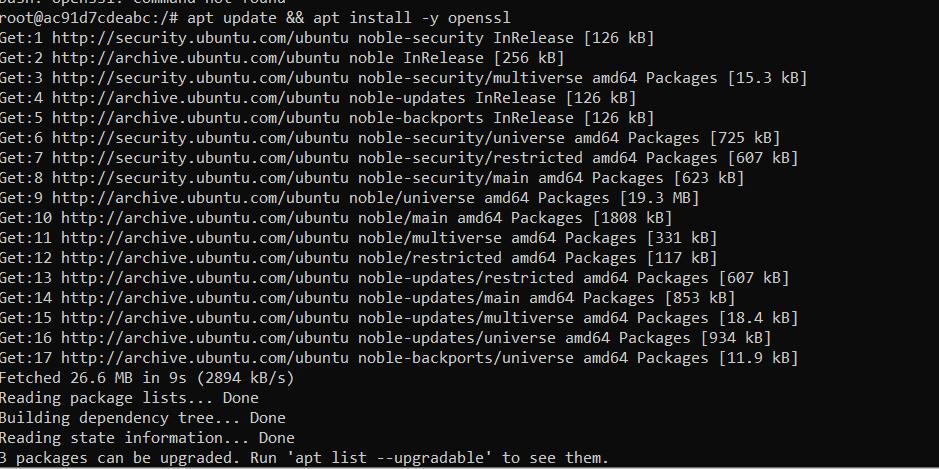 bash: openssl: command not found
root@ac91d7cdeabc:/# apt update && apt install -y openssl
Get:1 http://security.ubuntu.com/ubuntu noble-security InRelease [126 kB]
Get:2 http://archive.ubuntu.com/ubuntu noble InRelease [256 kB]
Get:3 http://security.ubuntu.com/ubuntu noble-security/multiverse amd64 Packages [15.3 kB]
Get:4 http://archive.ubuntu.com/ubuntu noble-updates InRelease [126 kB]
Get:5 http://archive.ubuntu.com/ubuntu noble-backports InRelease [126 kB]
Get:6 http://security.ubuntu.com/ubuntu noble-security/universe amd64 Packages [725 kB]
Get:7 http://security.ubuntu.com/ubuntu noble-security/restricted amd64 Packages [607 kB]
Get:8 http://security.ubuntu.com/ubuntu noble-security/main amd64 Packages [623 kB]
Get:9 http://archive.ubuntu.com/ubuntu noble/universe amd64 Packages [19.3 MB]
Get:10 http://archive.ubuntu.com/ubuntu noble/main amd64 Packages [1808 kB]
Get:11 http://archive.ubuntu.com/ubuntu noble/multiverse amd64 Packages [331 kB]
Get:12 http://archive.ubuntu.com/ubuntu noble/restricted amd64 Packages [117 kB]
Get:13 http://archive.ubuntu.com/ubuntu noble-updates/restricted amd64 Packages [607 kB]
Get:14 http://archive.ubuntu.com/ubuntu noble-updates/main amd64 Packages [853 kB]
Get:15 http://archive.ubuntu.com/ubuntu noble-updates/multiverse amd64 Packages [18.4 kB]
Get:16 http://archive.ubuntu.com/ubuntu noble-updates/universe amd64 Packages [934 kB]
Get:17 http://archive.ubuntu.com/ubuntu noble-backports/universe amd64 Packages [11.9 kB]
Fetched 26.6 MB in 9s (2894 kB/s)
Reading package lists... Done
Building dependency tree... Done
Reading state information... Done
3 packages can be upgraded. Run 'apt list --upgradable' to see them.